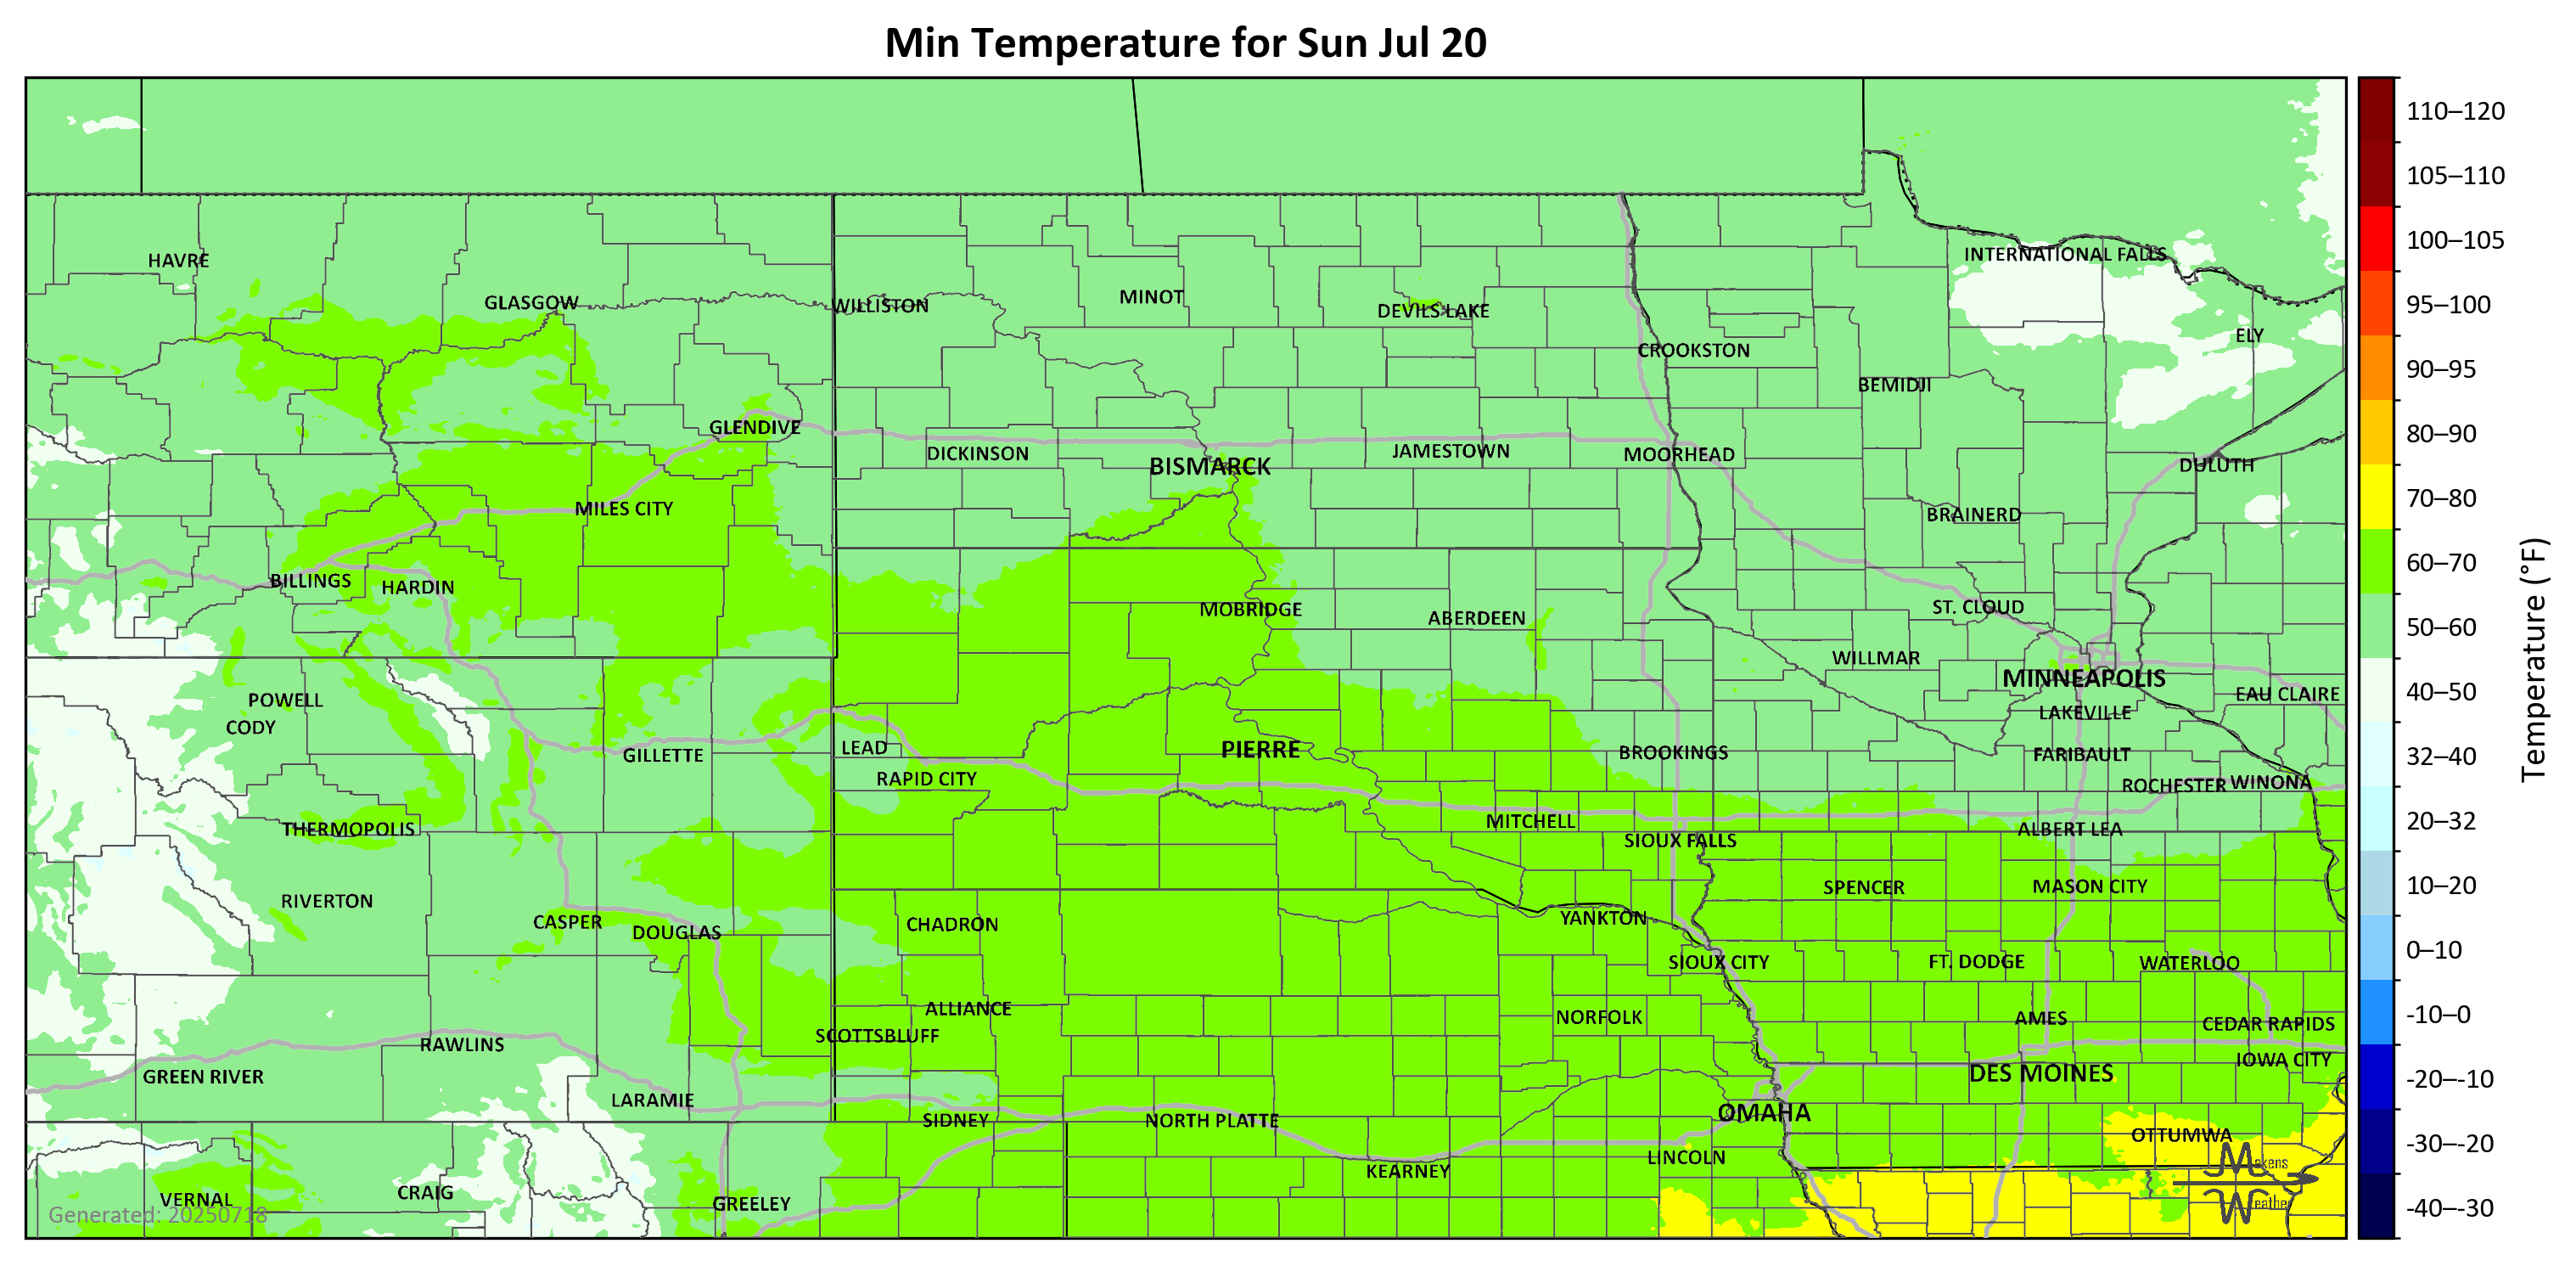 Min Temperature for Sun Jul 20
110–120
105–110
HAVRE
INTERNATIONAL FALLS
100–105
GLASGOW
WILLISTON
MINOT
DEVILS LAKE
95–100
ELY
CROOKSTON
90–95
BEMIDJI
GLENDIVE
80–90
DICKINSON
BISMARCK
JAMESTOWN
MOORHEAD
DULUTH
MILES CITY
BRAINERD
70–80
BILLINGS
HARDIN
60–70
MOBRIDGE
ABERDEEN
ST. CLOUD
50–60
Temperature (°F)
WILLMAR
MINNEAPOLIS
POWELL
EAU CLAIRE
40–50
CODY
LAKEVILLE
GILLETTE
LEAD
PIERRE
BROOKINGS
FARIBAULT
32–40
RAPID CITY
ROCHESTER
WINONA
THERMOPOLIS
MITCHELL
ALBERT LEA
20–32
SIOUX FALLS
RIVERTON
SPENCER
MASON CITY
10–20
CASPER
DOUGLAS
CHADRON
YANKTON
0–10
SIOUX CITY
FT. DODGE
WATERLOO
ALLIANCE
NORFOLK
AMES
CEDAR RAPIDS
-10–0
SCOTTSBLUFF
RAWLINS
IOWA CITY
GREEN RIVER
DES MOINES
-20–-10
LARAMIE
SIDNEY
NORTH PLATTE
OMAHA
OTTUMWA
-30–-20
KEARNEY
LINCOLN
Makens
VERNAL
CRAIG
GREELEY
Weather
-40–-30
Generated: 20250718